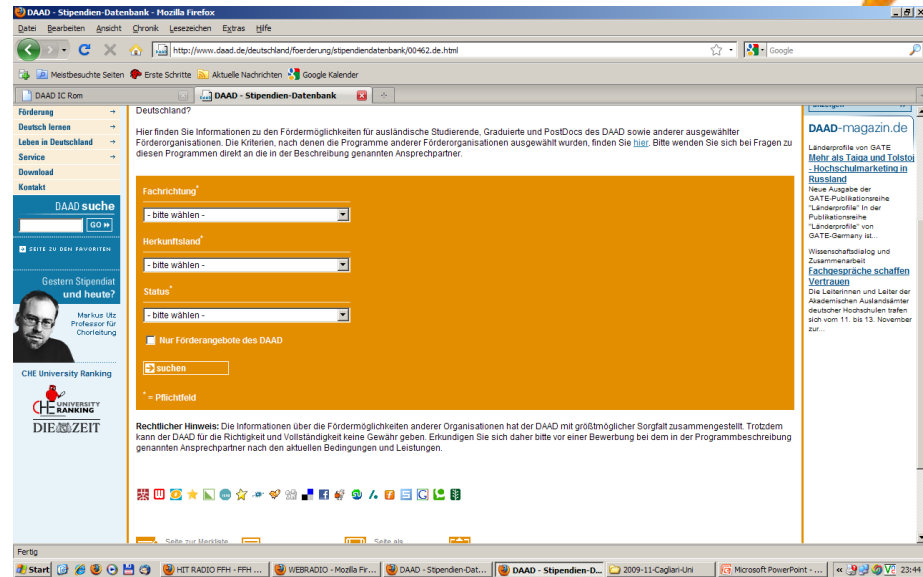 DAAD - Stipendien-Datenbank - Mozilla Firefox
Datei Bearbeiten Ansicht Chronik Lesezeichen Extras Hilfe
http://www.daad.de/deutschland/foerderung/stipendiendatenbank/00462.de.html
Google
Meistbesuchte Seiten Erste Schritte Aktuelle Nachrichten Google Kalender
DAAD IC Rom
DAAD - Stipendien-Datenbank
Förderung
Deutsch lernen
Leben in Deutschland
Service
Download
Kontakt
DAAD suche
GO
SEITE ZU DEN FAVORITEN
Gestern Stipendiat
und heute?
Markus Utz
Professor für
Chorleitung
CHE University Ranking
CHE UNIVERSITY
RANKING
DIE ZEIT
Deutschland?
Hier finden Sie Informationen zu den Fördermöglichkeiten für ausländische Studierende, Graduierte und PostDocs des DAAD sowie anderer ausgewählter
Förderorganisationen. Die Kriterien, nach denen die Programme anderer Förderorganisationen ausgewählt wurden, finden Sie hier. Bitte wenden Sie sich bei Fragen zu
diesen Programmen direkt an die in der Beschreibung genannten Ansprechpartner.
Fachrichtung*
- bitte wählen -
Herkunftsland*
- bitte wählen -
Status*
- bitte wählen -
Nur Förderangebote des DAAD
suchen
* = Pflichtfeld
Rechtlicher Hinweis: Die Informationen über die Fördermöglichkeiten anderer Organisationen hat der DAAD mit größtmöglicher Sorgfalt zusammengestellt. Trotzdem
kann der DAAD für die Richtigkeit und Vollständigkeit keine Gewähr geben. Erkundigen Sie sich daher bitte vor einer Bewerbung bei dem in der Programmbeschreibung
genannten Ansprechpartner nach den aktuellen Bedingungen und Leistungen.
Seite zur Merkliste
Seite als
DAAD-magazin.de
Länderprofile von GATE
Mehr als Taiga und Tolstoi
- Hochschulmarketing in
Russland
Neue Ausgabe der
GATE-Publikationsreihe
"Länderprofile" In der
Publikationsreihe
"Länderprofile" von
GATE-Germany ist...
Wissenschaftsdialog und
Zusammenarbeit
Fachgespräche schaffen
Vertrauen
Die Leiterinnen und Leiter der
Akademischen Auslandsämter
deutscher Hochschulen trafen
sich vom 11. bis 13. November
zur...
Fertig
Start
HIT RADIO FFH - FFH ...
WEBRADIO - Mozilla Fir...
DAAD - Stipendien-Dat...
DAAD - Stipendien-D...
2009-11-Cagliari-Uni
Microsoft PowerPoint - ...
23:44